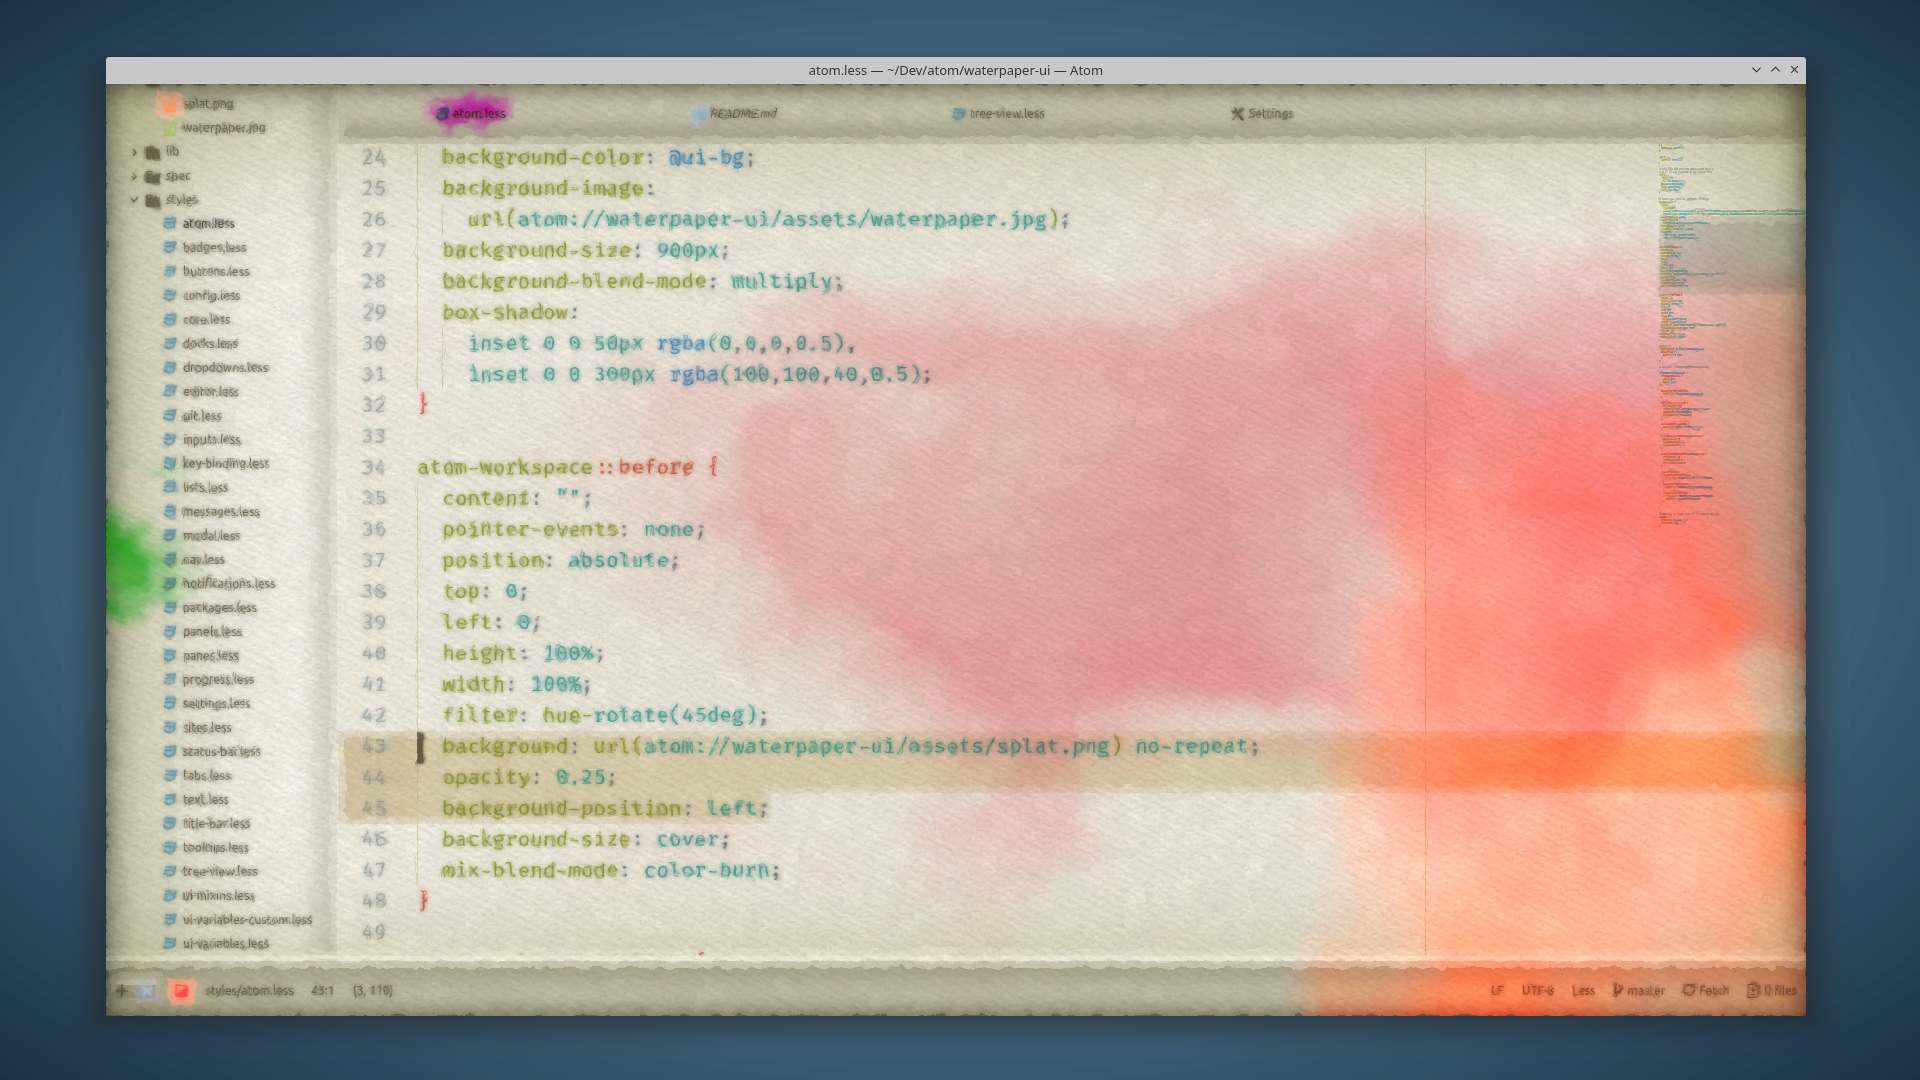 atom.less — ~/Dev/atom/waterpaper-ui — Atom
splat.png
waterpaper.jpg
lib
spec
styles
atom.less
badges.less
buttons.less
config.less
core.less
docks.less
dropdowns.less
editor.less
git.less
inputs.less
key-binding.less
lists.less
messages.less
modal.less
nav.less
notifications.less
packages.less
panels.less
panes.less
progress.less
settings.less
sites.less
status-bar.less
tabs.less
text.less
title-bar.less
tooltips.less
tree-view.less
ui-mixins.less
ui-variables-custom.less
ui-variables.less
atom.less README.md tree-view.less Settings
24 background-color: @ui-bg;
25 background-image:
26 url(atom://waterpaper-ui/assets/waterpaper.jpg);
27 background-size: 900px;
28 background-blend-mode: multiply;
29 box-shadow:
30 inset 0 0 50px rgba(0,0,0,0.5),
31 inset 0 0 300px rgba(100,100,40,0.5);
32 }
33
34 atom-workspace::before {
35 content: "";
36 pointer-events: none;
37 position: absolute;
38 top: 0;
39 left: 0;
40 height: 100%;
41 width: 100%;
42 filter: hue-rotate(45deg);
43 background: url(atom://waterpaper-ui/assets/splat.png) no-repeat;
44 opacity: 0.25;
45 background-position: left;
46 background-size: cover;
47 mix-blend-mode: color-burn;
48 }
49
styles/atom.less 43:1 (3, 110) LF UTF-8 Less master Fetch 0 files